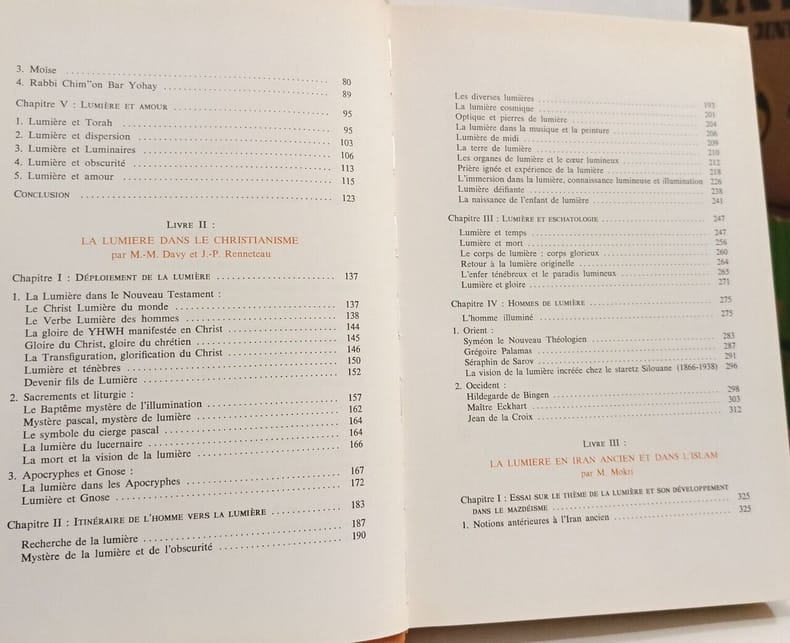 3. Moïse ..... 80
4. Rabbi Chim"on Bar Yohay ..... 89
Chapitre V : LUMIÈRE ET AMOUR ..... 95
1. Lumière et Torah ..... 95
2. Lumière et dispersion ..... 103
3. Lumière et Luminaires ..... 106
4. Lumière et obscurité ..... 113
5. Lumière et amour ..... 115
CONCLUSION ..... 123
LIVRE II :
LA LUMIERE DANS LE CHRISTIANISME
par M.-M. Davy et J.-P. Renneteau
Chapitre I : DÉPLOIEMENT DE LA LUMIÈRE ..... 137
1. La Lumière dans le Nouveau Testament :
Le Christ Lumière du monde ..... 137
Le Verbe Lumière des hommes ..... 138
La gloire de YHWH manifestée en Christ ..... 144
Gloire du Christ, gloire du chrétien ..... 145
La Transfiguration, glorification du Christ ..... 146
Lumière et ténèbres ..... 150
Devenir fils de Lumière ..... 152
2. Sacrements et liturgie :
Le Baptême mystère de l'illumination ..... 157
Mystère pascal, mystère de lumière ..... 162
Le symbole du cierge pascal ..... 164
La lumière du lucernaire ..... 164
La mort et la vision de la lumière ..... 166
3. Apocryphes et Gnose :
La lumière dans les Apocryphes ..... 167
Lumière et Gnose ..... 172
Chapitre II : ITINÉRAIRE DE L'HOMME VERS LA LUMIÈRE ..... 183
Recherche de la lumière ..... 187
Mystère de la lumière et de l'obscurité ..... 190
Les diverses lumières ..... 193
La lumière cosmique ..... 201
Optique et pierres de lumière ..... 204
La lumière dans la musique et la peinture ..... 206
Lumière de midi ..... 209
La terre de lumière ..... 210
Les organes de lumière et le cœur lumineux ..... 212
Prière ignée et expérience de la lumière ..... 218
L'immersion dans la lumière, connaissance lumineuse et illumination 226
Lumière déifiante ..... 238
La naissance de l'enfant de lumière ..... 241
Chapitre III : LUMIÈRE ET ESCHATOLOGIE ..... 247
Lumière et temps ..... 247
Lumière et mort ..... 256
Le corps de lumière : corps glorieux ..... 260
Retour à la lumière originelle ..... 264
L'enfer ténébreux et le paradis lumineux ..... 265
Lumière et gloire ..... 271
Chapitre IV : HOMMES DE LUMIÈRE ..... 275
L'homme illuminé ..... 275
1. Orient :
Syméon le Nouveau Théologien ..... 283
Grégoire Palamas ..... 287
Séraphin de Sarov ..... 291
La vision de la lumière incréée chez le staretz Silouane (1866-1938) 296
2. Occident :
Hildegarde de Bingen ..... 298
Maître Eckhart ..... 303
Jean de la Croix ..... 312
LIVRE III :
LA LUMIERE EN IRAN ANCIEN ET DANS L'ISLAM
par M. Mokri
Chapitre I : ESSAI SUR LE THÈME DE LA LUMIÈRE ET SON DÉVELOPPEMENT
DANS LE MAZDÉISME ..... 325
1. Notions antérieures à l'Iran ancien ..... 325